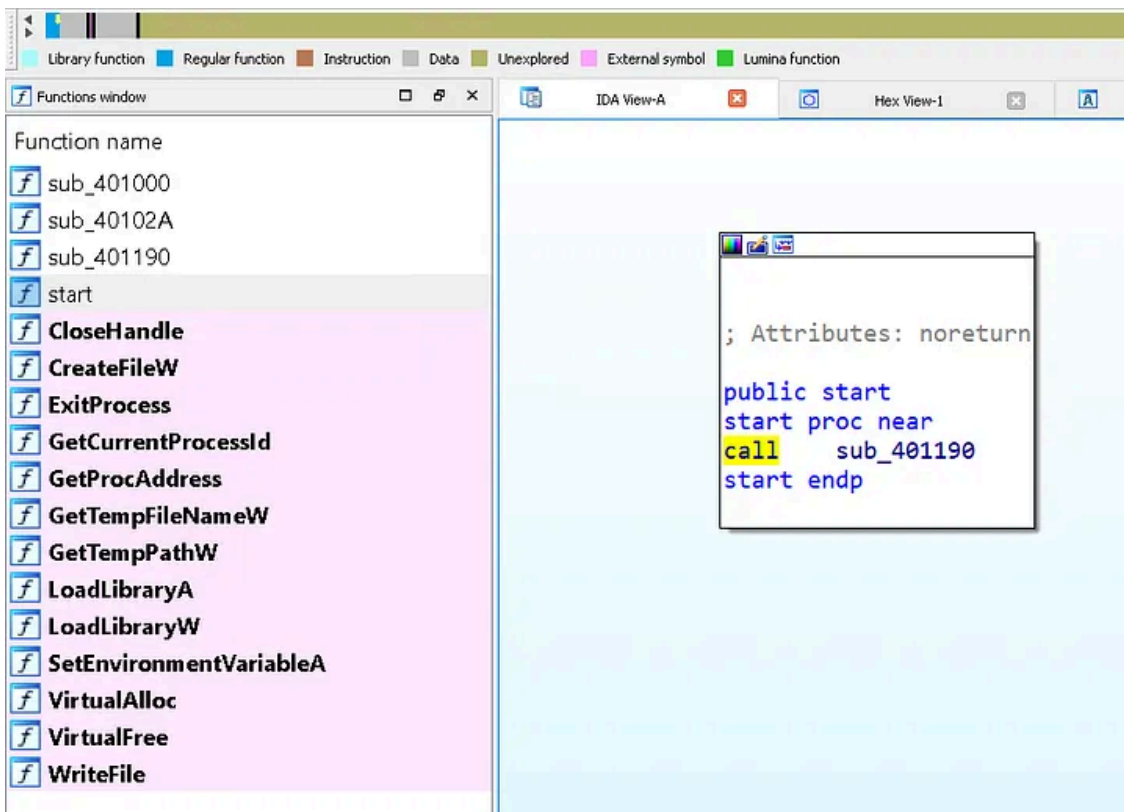 Library function Regular function Instruction Data Unexplored External symbol Lumina function
Functions window
IDA View-A
Hex View-1
Function name
sub_401000
sub_40102A
sub_401190
start
CloseHandle
CreateFileW
ExitProcess
GetCurrentProcessId
GetProcAddress
GetTempFileNameW
GetTempPathW
LoadLibraryA
LoadLibraryW
SetEnvironmentVariableA
VirtualAlloc
VirtualFree
WriteFile
; Attributes: noreturn
public start
start proc near
call sub_401190
start endp